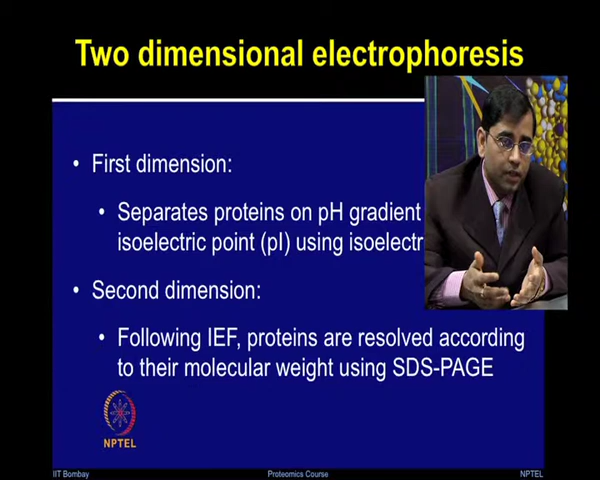 Two dimensional electrophoresis
• First dimension:
• Separates proteins on pH gradient
isoelectric point (pI) using isoelectr
• Second dimension:
• Following IEF, proteins are resolved according
to their molecular weight using SDS-PAGE
NPTEL
IIT Bombay
Proteomics Course
NPTEL